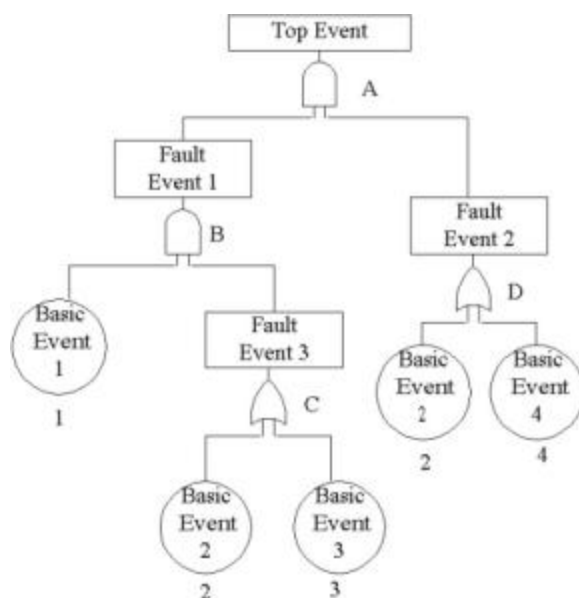 Top Event
A
Fault
Event 1
B
Fault
Event 2
D
Basic
Event
1
1
Fault
Event 3
C
Basic
Event
2
2
Basic
Event
4
4
Basic
Event
2
2
Basic
Event
3
3